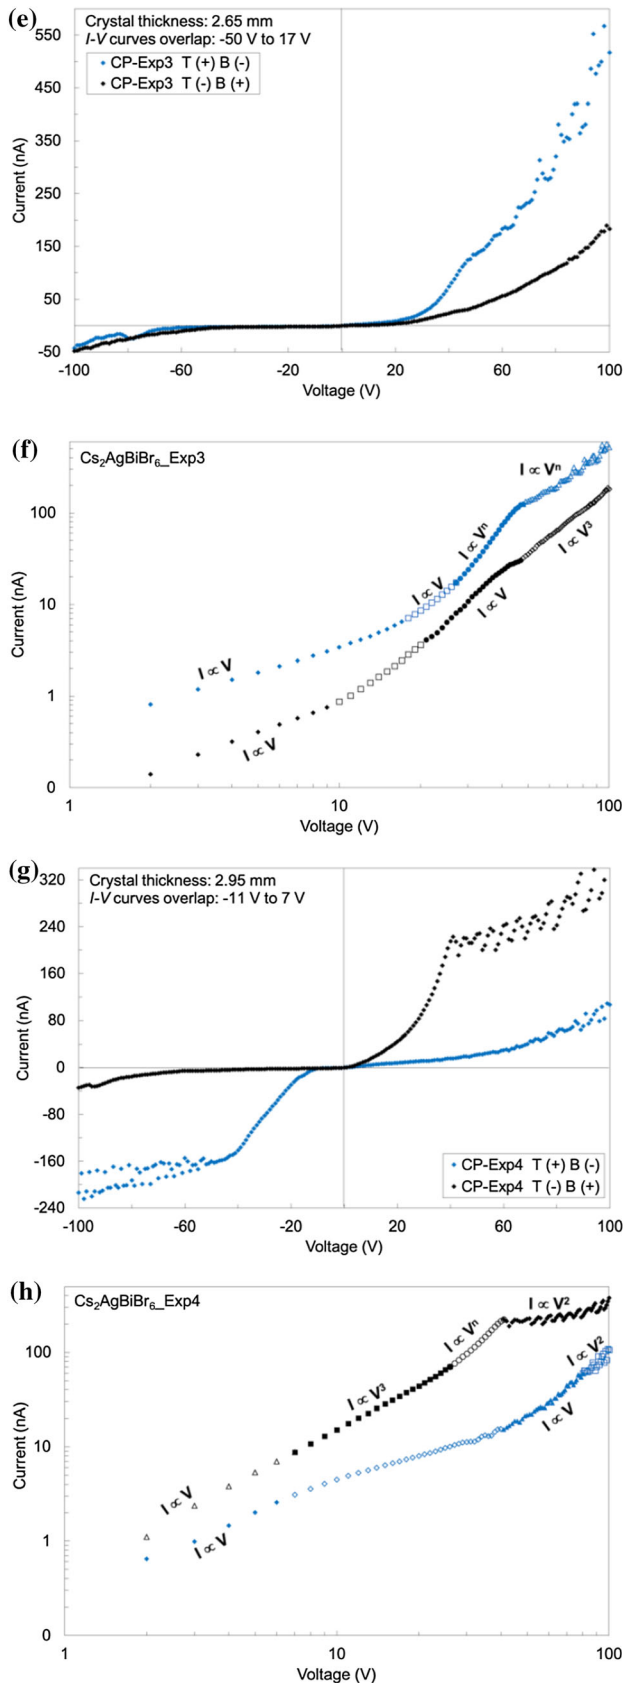 (e)
Crystal thickness: 2.65 mm
I-V curves overlap: -50 V to 17 V
CP-Exp3 T (+) B (-)
CP-Exp3 T (-) B (+)
550
450
350
250
150
50
-50
Current (nA)
-100 -60 -20 20 60 100
Voltage (V)
(f)
Cs₂AgBiBr₆_Exp3
I ∝ Vⁿ
I ∝ Vⁿ
I ∝ V³
I ∝ V
I ∝ V
I ∝ V
I ∝ V
100
10
1
0
Current (nA)
1 10 100
Voltage (V)
(g)
Crystal thickness: 2.95 mm
I-V curves overlap: -11 V to 7 V
320
240
160
80
0
-80
-160
-240
Current (nA)
CP-Exp4 T (+) B (-)
CP-Exp4 T (-) B (+)
-100 -60 -20 20 60 100
Voltage (V)
(h)
Cs₂AgBiBr₆_Exp4
I ∝ V²
I ∝ Vⁿ
I ∝ V²
I ∝ V³
I ∝ V
I ∝ V
I ∝ V
100
10
1
0
Current (nA)
1 10 100
Voltage (V)